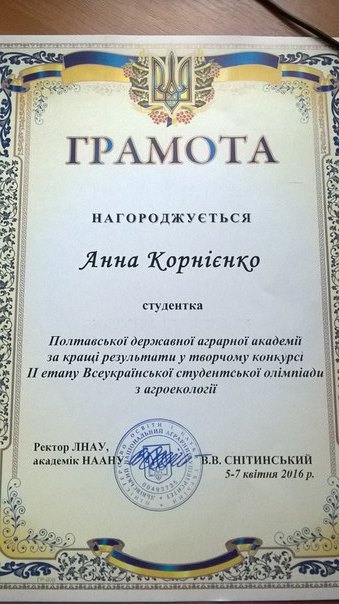 ГРАМОТА
НАГОРОДЖУЄТЬСЯ
Анна Корнієнко
студентка
Полтавської державної аграрної академії
за кращі результати у творчому конкурсі
ІІ етапу Всеукраїнської студентської олімпіади
з агроекології
Ректор ЛНАУ,
академік НААНУ
В.В. СНІТИНСЬКИЙ
5-7 квітня 2016 р.